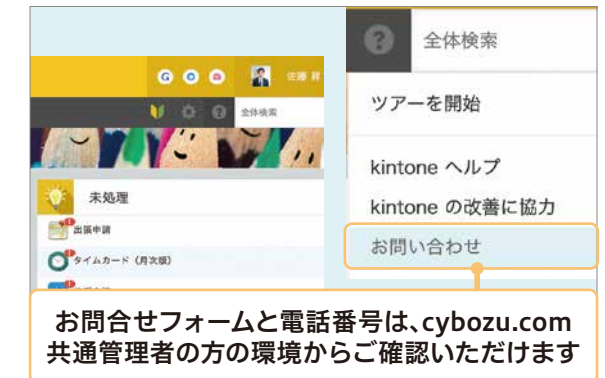 佐藤 昇
全体検索
未処理
出張申請
タイムカード（月次版）
全体検索
ツアーを開始
kintone ヘルプ
kintone の改善に協力
お問い合わせ
お問合せフォームと電話番号は、cybozu.com
共通管理者の方の環境からご確認いただけます